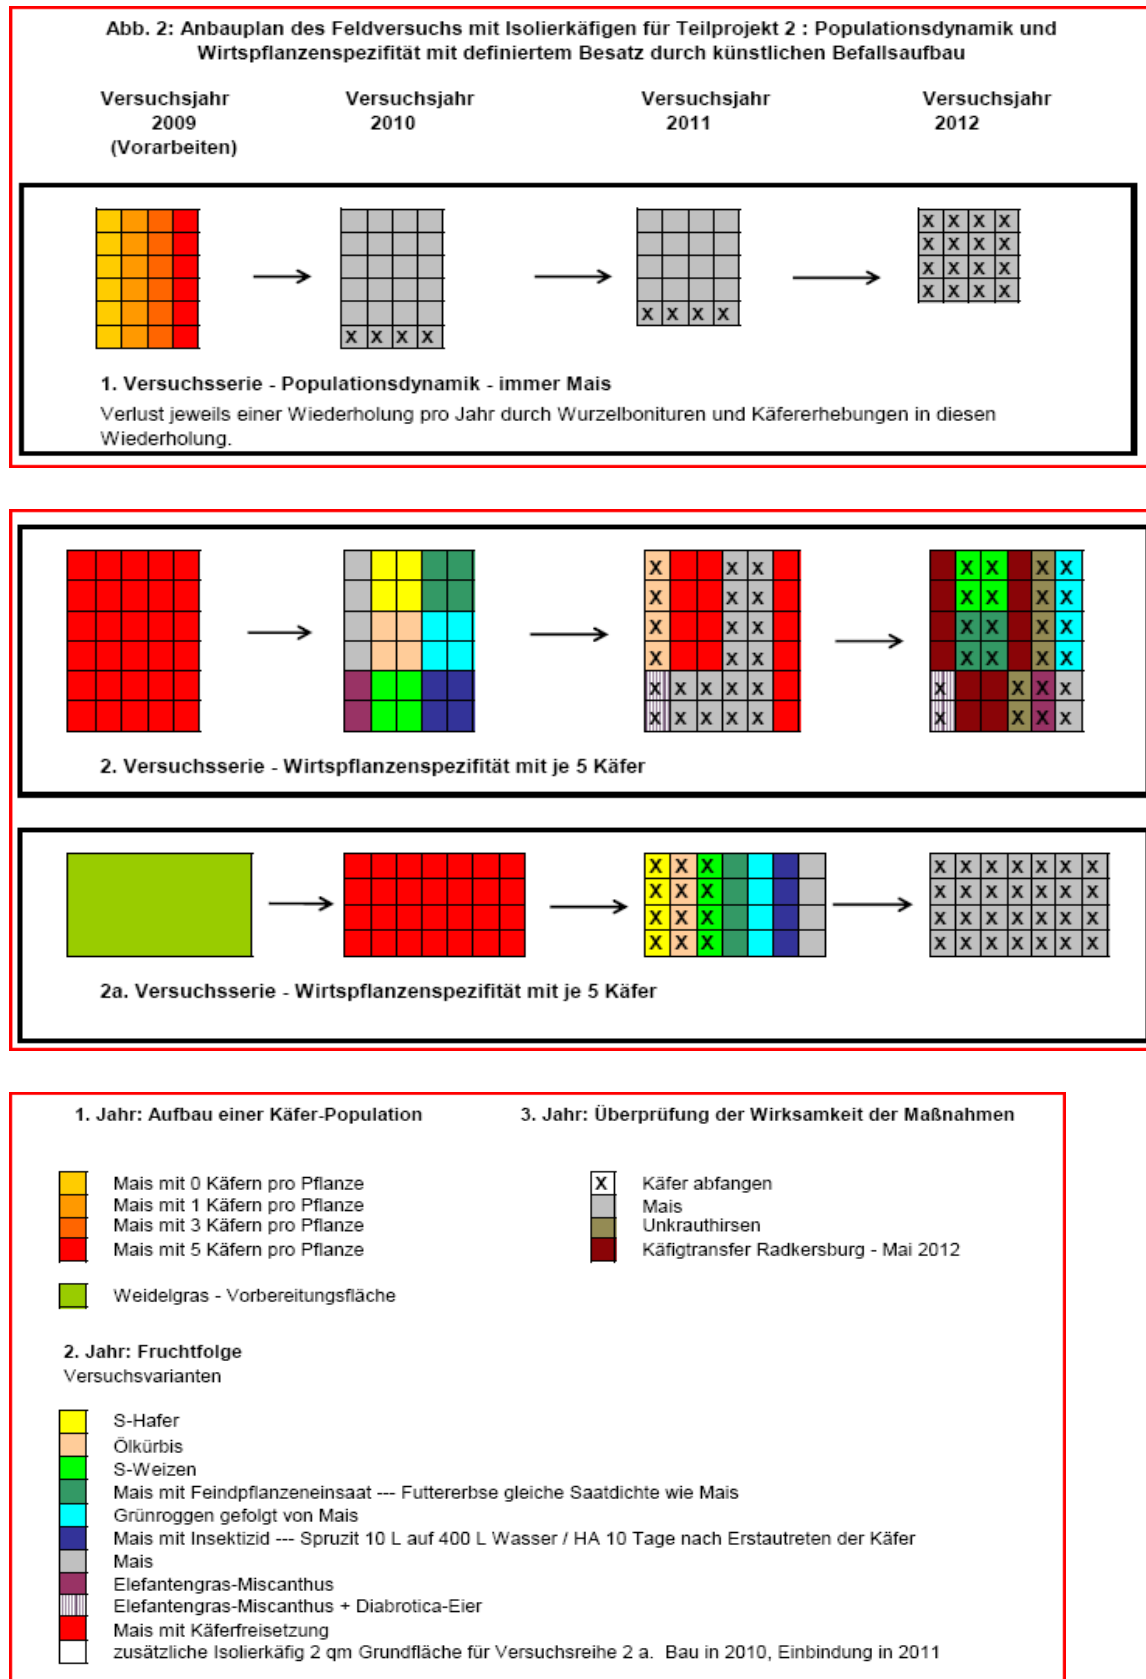 Abb. 2: Anbauplan des Feldversuchs mit Isolierkäfigen für Teilprojekt 2 : Populationsdynamik und
Wirtspflanzenspezifität mit definiertem Besatz durch künstlichen Befallsaufbau
Versuchsjahr Versuchsjahr Versuchsjahr Versuchsjahr
2009 2010 2011 2012
(Vorarbeiten)
X X X X
X X X X
X X X X
X X X X
X X X X
X X X X
1. Versuchsserie - Populationsdynamik - immer Mais
Verlust jeweils einer Wiederholung pro Jahr durch Wurzelbonituren und Käfererhebungen in diesen
Wiederholung.
X X X X X X X
X X X X X X X
X X X X X X X
X X X X X X X
X X X X X X X X X
X X X X X X X X X
2. Versuchsserie - Wirtspflanzenspezifität mit je 5 Käfer
X X X X X X X X X X
X X X X X X X X X X
X X X X X X X X X X
X X X X X X X X X X
2a. Versuchsserie - Wirtspflanzenspezifität mit je 5 Käfer
1. Jahr: Aufbau einer Käfer-Population
Mais mit 0 Käfern pro Pflanze
Mais mit 1 Käfern pro Pflanze
Mais mit 3 Käfern pro Pflanze
Mais mit 5 Käfern pro Pflanze
Weidelgras - Vorbereitungsfläche
3. Jahr: Überprüfung der Wirksamkeit der Maßnahmen
X Käfer abfangen
Mais
Unkrauthirsen
Käfigtransfer Radkersburg - Mai 2012
2. Jahr: Fruchtfolge
Versuchsvarianten
S-Hafer
Ölkürbis
S-Weizen
Mais mit Feindpflanzeneinsaat --- Futtererbse gleiche Saatdichte wie Mais
Grünroggen gefolgt von Mais
Mais mit Insektizid --- Spruzit 10 L auf 400 L Wasser / HA 10 Tage nach Erstautreten der Käfer
Mais
Elefantengras-Miscanthus
Elefantengras-Miscanthus + Diabrotica-Eier
Mais mit Käferfreisetzung
zusätzliche Isolierkäfig 2 qm Grundfläche für Versuchsreihe 2 a. Bau in 2010, Einbindung in 2011